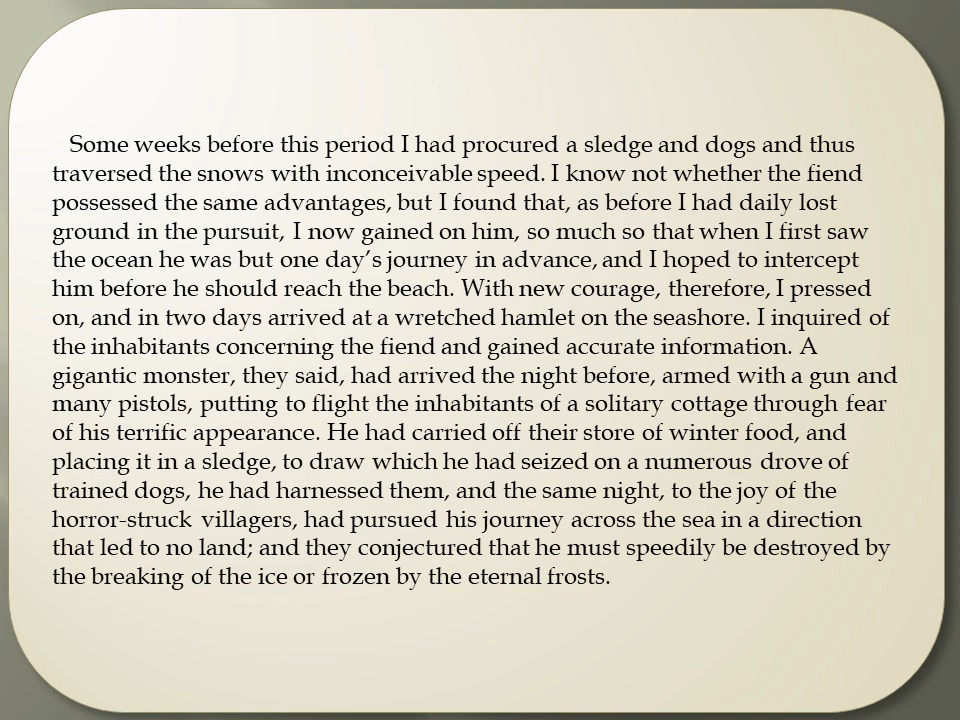 Some weeks before this period I had procured a sledge and dogs and thus
traversed the snows with inconceivable speed. I know not whether the fiend
possessed the same advantages, but I found that, as before I had daily lost
ground in the pursuit, I now gained on him, so much so that when I first saw
the ocean he was but one day’s journey in advance, and I hoped to intercept
him before he should reach the beach. With new courage, therefore, I pressed
on, and in two days arrived at a wretched hamlet on the seashore. I inquired of
the inhabitants concerning the fiend and gained accurate information. A
gigantic monster, they said, had arrived the night before, armed with a gun and
many pistols, putting to flight the inhabitants of a solitary cottage through fear
of his terrific appearance. He had carried off their store of winter food, and
placing it in a sledge, to draw which he had seized on a numerous drove of
trained dogs, he had harnessed them, and the same night, to the joy of the
horror-struck villagers, had pursued his journey across the sea in a direction
that led to no land; and they conjectured that he must speedily be destroyed by
the breaking of the ice or frozen by the eternal frosts.